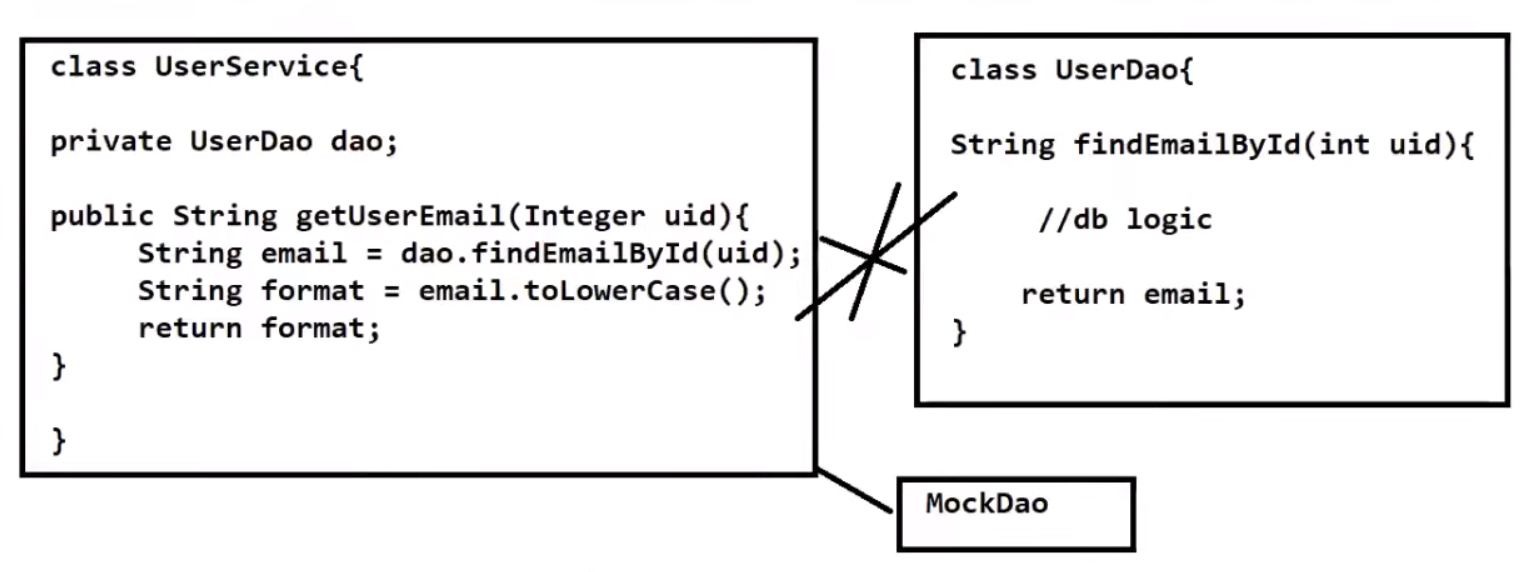 class UserService{
private UserDao dao;
public String getUserEmail(Integer uid){
String email = dao.findEmailById(uid);
String format = email.toLowerCase();
return format;
}
}
class UserDao{
String findEmailById(int uid){
//db logic
return email;
}
MockDao